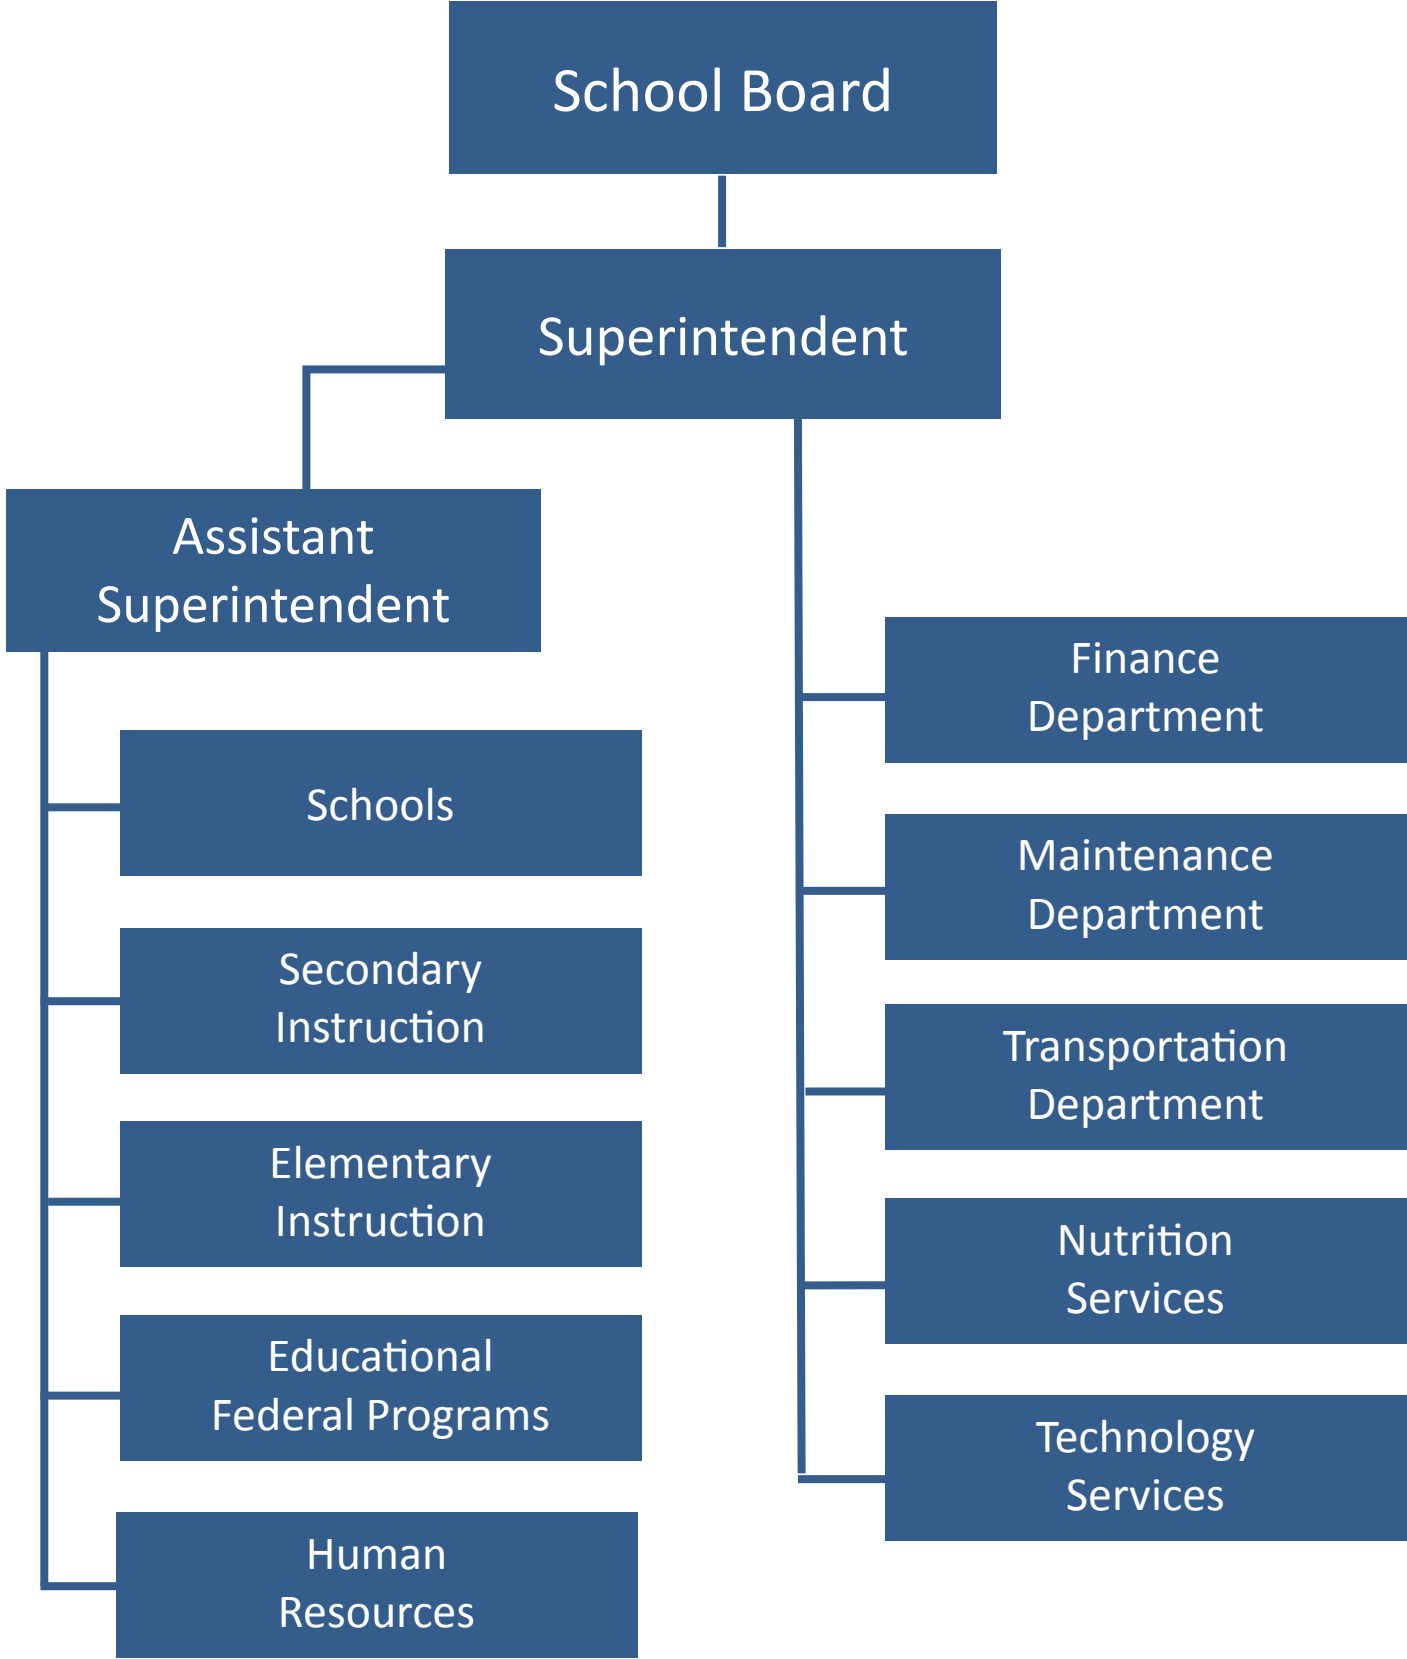 School Board
Superintendent
Assistant
Superintendent
Schools
Secondary
Instruction
Elementary
Instruction
Educational
Federal Programs
Human
Resources
Finance
Department
Maintenance
Department
Transportation
Department
Nutrition
Services
Technology
Services